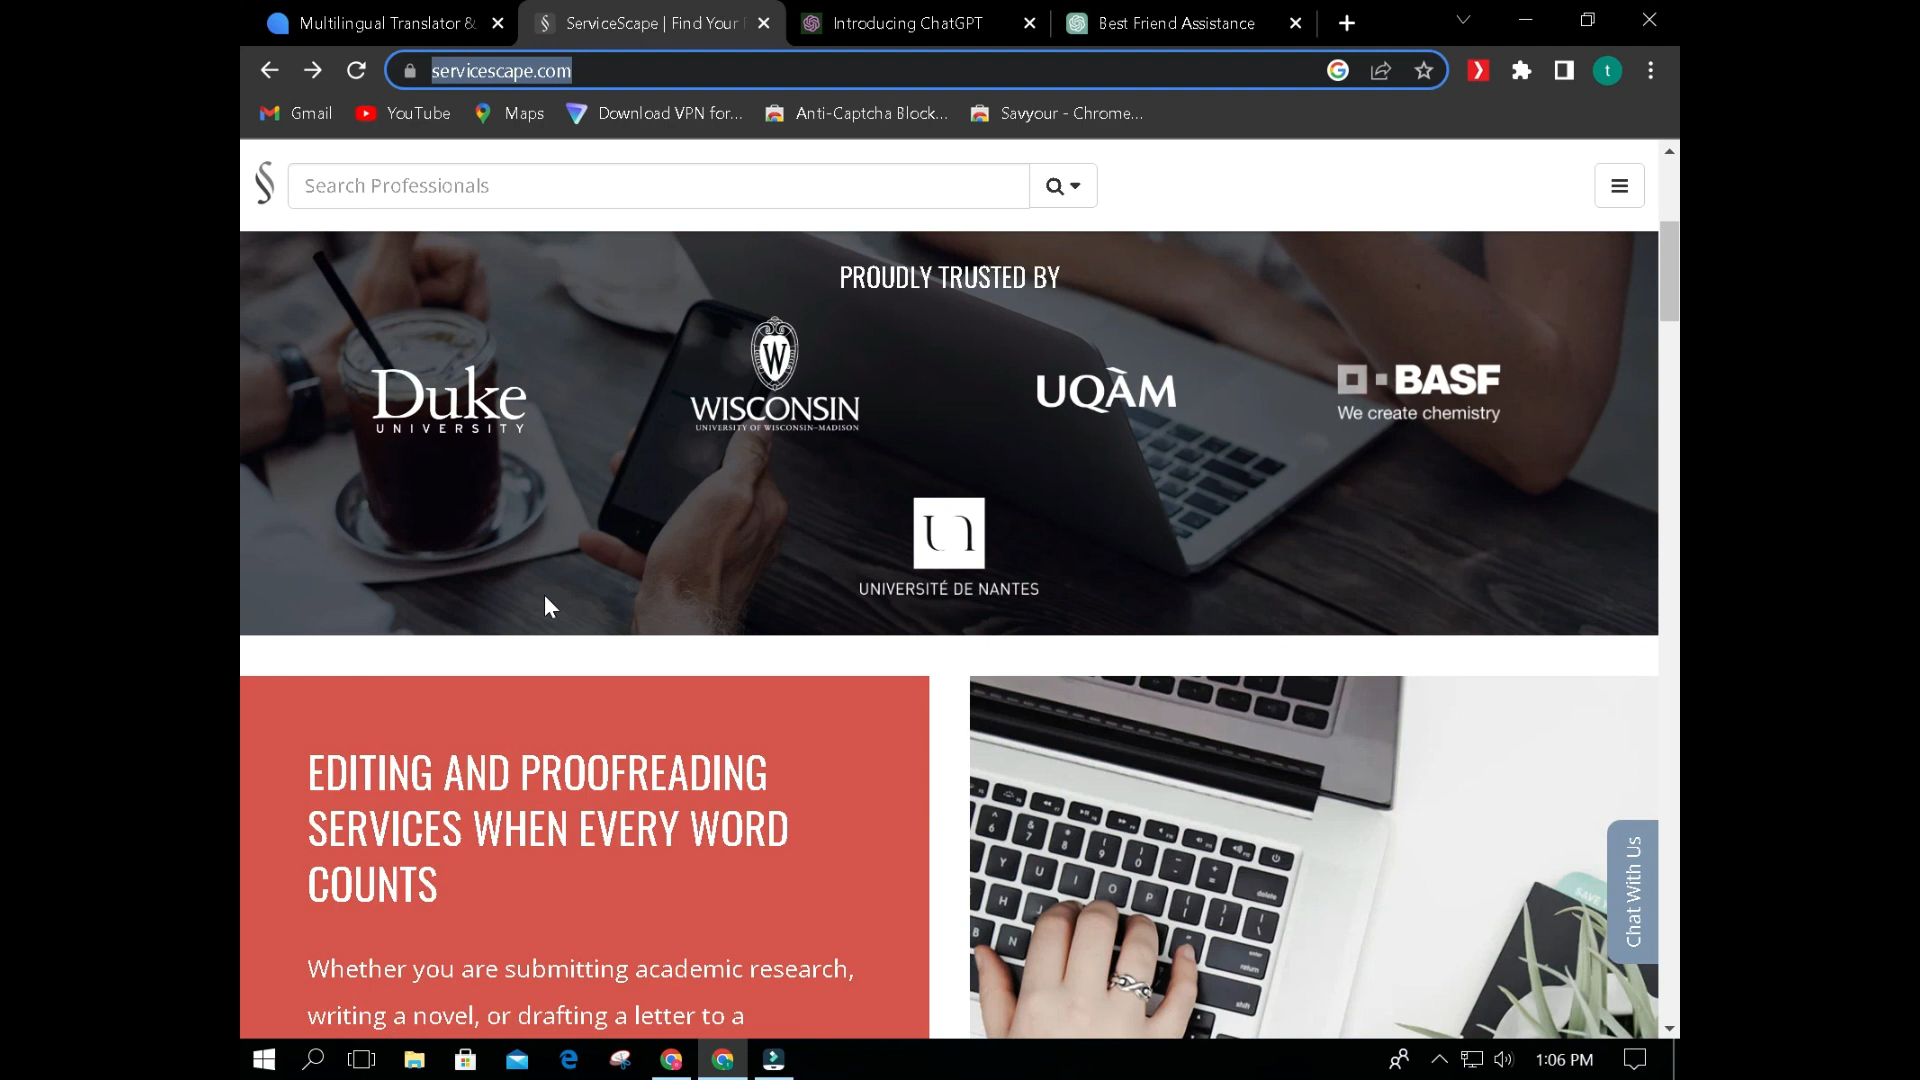 Multilingual Translator &
ServiceScape | Find Your
Introducing ChatGPT
Best Friend Assistance
servicescape.com
t
Gmail
YouTube
Maps
Download VPN for...
Anti-Captcha Block...
Savyour - Chrome...
Search Professionals
PROUDLY TRUSTED BY
Duke
UNIVERSITY
W
WISCONSIN
UNIVERSITY OF WISCONSIN–MADISON
UQÀM
BASF
We create chemistry
UNIVERSITÉ DE NANTES
EDITING AND PROOFREADING
SERVICES WHEN EVERY WORD
COUNTS
Whether you are submitting academic research,
writing a novel, or drafting a letter to a
Chat With Us
1:06 PM